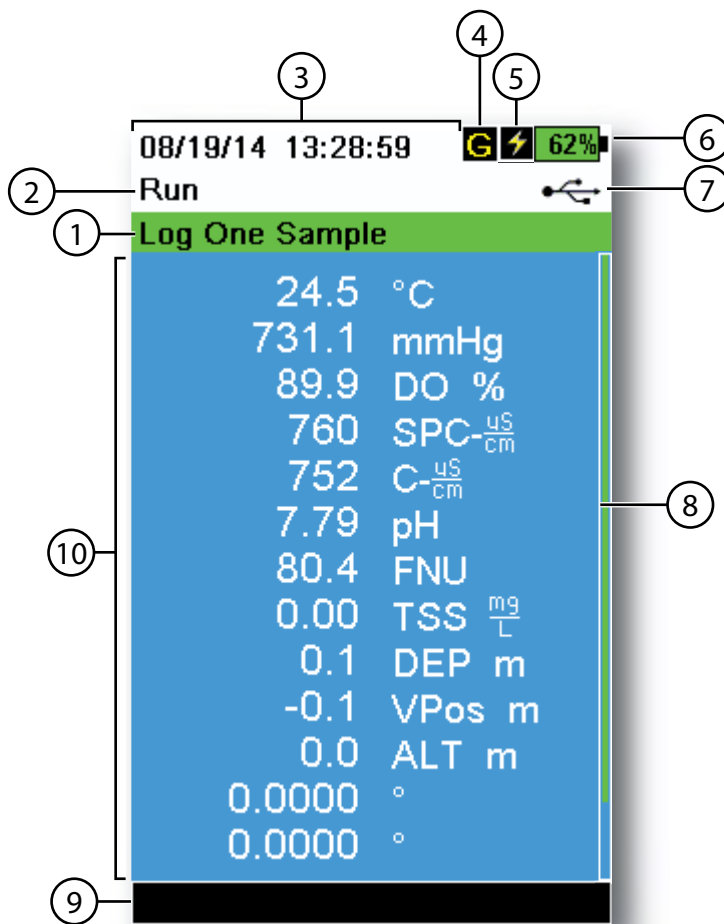 4
5
3
08/19/14 13:28:59 G 62% 6
2 Run 7
1 Log One Sample
24.5 °C
731.1 mmHg
89.9 DO %
760 SPC-uS/cm
752 C-uS/cm
7.79 pH
80.4 FNU
0.00 TSS mg/L
0.1 DEP m
-0.1 VPos m
0.0 ALT m
0.0000 °
0.0000 °
8
10
9